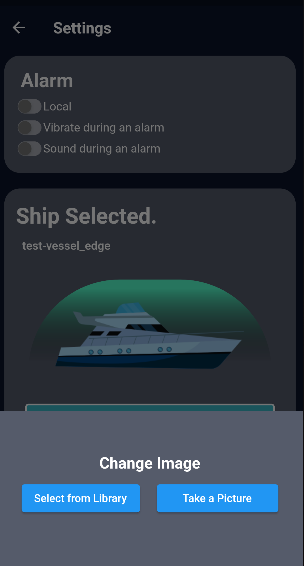 Settings
Alarm
Local
Vibrate during an alarm
Sound during an alarm
Ship Selected.
test-vessel_edge
Change Image
Select from Library
Take a Picture